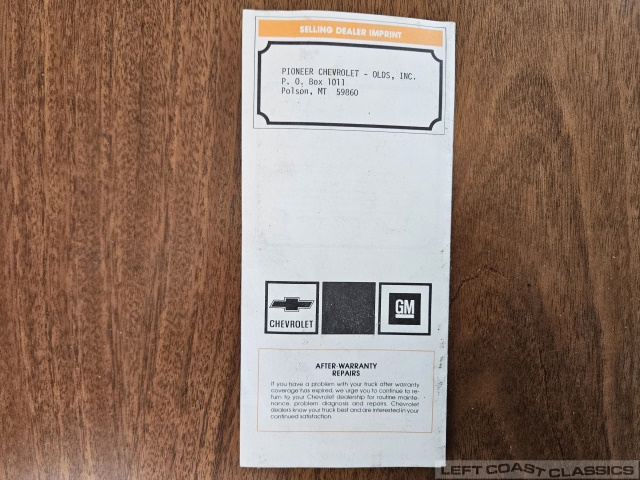 SELLING DEALER IMPRINT
PIONEER CHEVROLET - OLDS, INC.
P. O. Box 1011
Polson, MT 59860
CHEVROLET
GM
AFTER-WARRANTY
REPAIRS
If you have a problem with your truck after warranty
coverage has expired, we urge you to continue to re-
turn to your Chevrolet dealership for routine mainte-
nance, problem diagnosis and repairs. Chevrolet
dealers know your truck best and are interested in your
continued satisfaction.
LEFT COAST CLASSICS